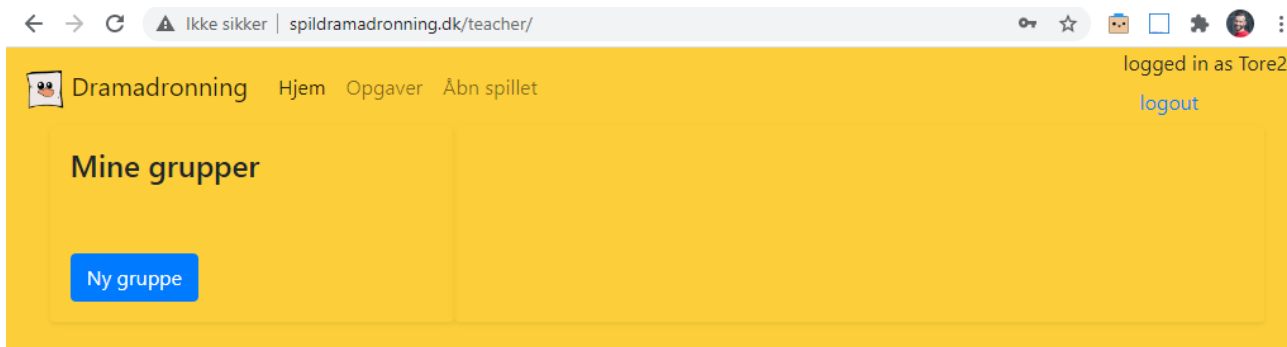 Ikke sikker | spildramadronning.dk/teacher/
Dramadronning Hjem Opgaver Åbn spillet
logged in as Tore2
logout
Mine grupper
Ny gruppe